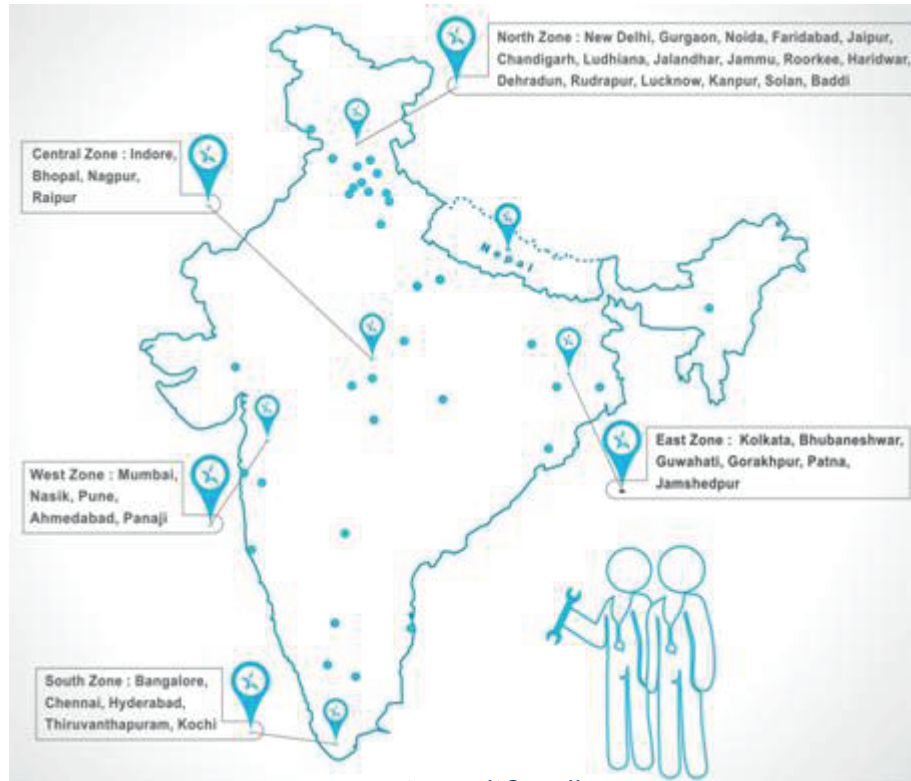 North Zone : New Delhi, Gurgaon, Noida, Faridabad, Jaipur,
Chandigarh, Ludhiana, Jalandhar, Jammu, Roorkee, Haridwar,
Dehradun, Rudrapur, Lucknow, Kanpur, Solan, Baddi
Central Zone : Indore,
Bhopal, Nagpur,
Raipur
Nepal
East Zone : Kolkata, Bhubaneshwar,
Guwahati, Gorakhpur, Patna,
Jamshedpur
West Zone : Mumbai,
Nasik, Pune,
Ahmedabad, Panaji
South Zone : Bangalore,
Chennai, Hyderabad,
Thiruvanthapuram, Kochi